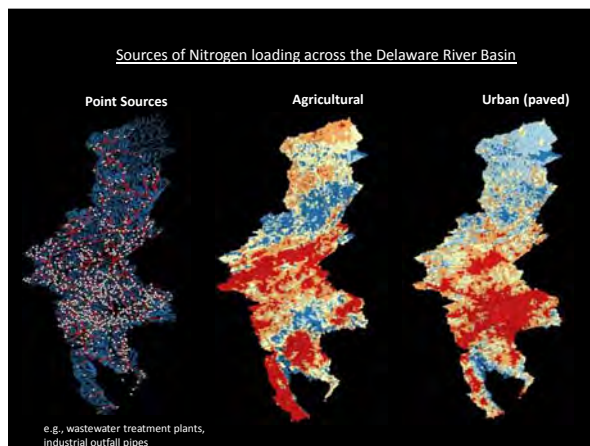 Sources of Nitrogen loading across the Delaware River Basin
Point Sources
Agricultural
Urban (paved)
e.g., wastewater treatment plants,
industrial outfall pipes